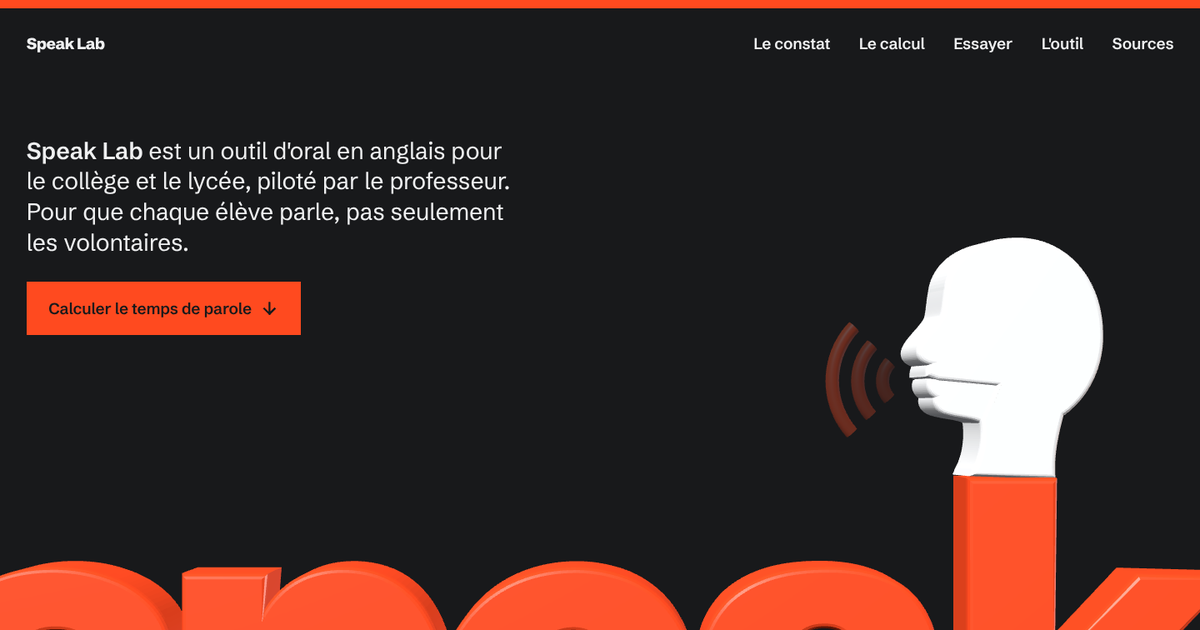 Speak Lab
Le constat
Le calcul
Essayer
L'outil
Sources
Speak Lab est un outil d'oral en anglais pour
le collège et le lycée, piloté par le professeur.
Pour que chaque élève parle, pas seulement
les volontaires.
Calculer le temps de parole ↓
speak